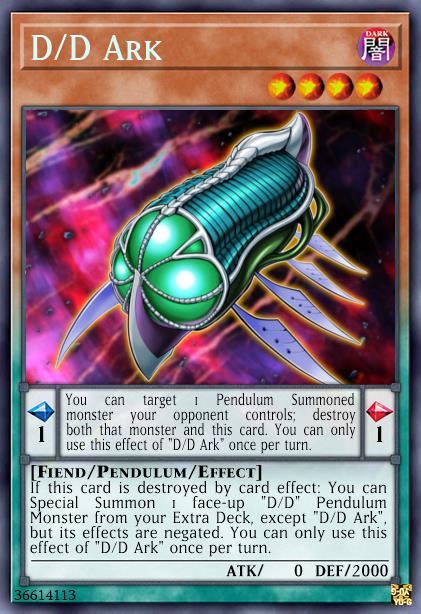 D/D Ark
DARK
闇
You can target 1 Pendulum Summoned
monster your opponent controls; destroy
both that monster and this card. You can only
use this effect of "D/D Ark" once per turn.
1
1
[Fiend/Pendulum/Effect]
If this card is destroyed by card effect: You can
Special Summon 1 face-up "D/D" Pendulum
Monster from your Extra Deck, except "D/D Ark",
but its effects are negated. You can only use this
effect of "D/D Ark" once per turn.
ATK/ 0 DEF/2000
36614113